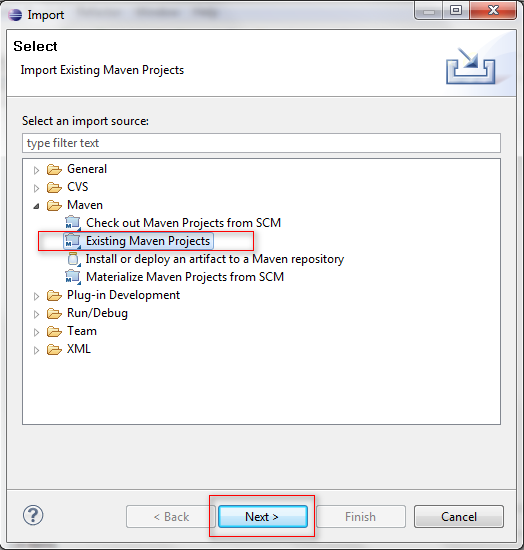 Import
Select
Import Existing Maven Projects
Select an import source:
type filter text
General
CVS
Maven
Check out Maven Projects from SCM
Existing Maven Projects
Install or deploy an artifact to a Maven repository
Materialize Maven Projects from SCM
Plug-in Development
Run/Debug
Team
XML
? < Back Next > Finish Cancel